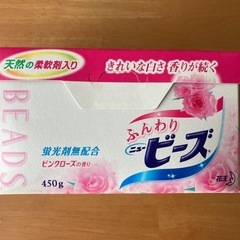 天然の柔軟剤入り
きれいな白さ 香りが続く
BEADS
ふんわり
ニュービーズ
蛍光剤無配合
ピンクローズの香り
450g
花王